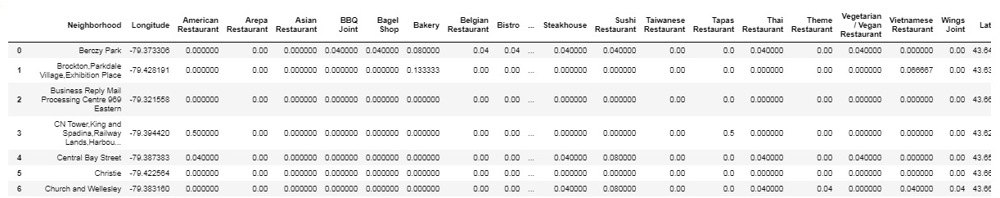 Neighborhood Longitude American Restaurant Arepa Restaurant Asian Restaurant BBQ Joint Bagel Shop Bakery Belgian Restaurant Bistro ... Steakhouse Sushi Restaurant Taiwanese Restaurant Tapas Restaurant Thai Restaurant Theme Restaurant Vegetarian / Vegan Restaurant Vietnamese Restaurant Wings Joint Lat
0 Berczy Park -79.373306 0.000000 0.00 0.000000 0.040000 0.040000 0.080000 0.04 0.04 ... 0.040000 0.040000 0.00 0.0 0.040000 0.00 0.040000 0.000000 0.00 43.64
1 Brockton,Parkdale Village,Exhibition Place -79.428191 0.000000 0.00 0.000000 0.000000 0.000000 0.133333 0.00 0.00 ... 0.000000 0.000000 0.00 0.0 0.000000 0.00 0.000000 0.066667 0.00 43.63
2 Business Reply Mail Processing Centre 969 Eastern -79.321558 0.000000 0.00 0.000000 0.000000 0.000000 0.000000 0.00 0.00 ... 0.000000 0.000000 0.00 0.0 0.000000 0.00 0.000000 0.000000 0.00 43.66
3 CN Tower,King and Spadina,Railway Lands,Harbou... -79.394420 0.500000 0.00 0.000000 0.000000 0.000000 0.000000 0.00 0.00 ... 0.000000 0.000000 0.00 0.5 0.000000 0.00 0.000000 0.000000 0.00 43.62
4 Central Bay Street -79.387383 0.040000 0.00 0.000000 0.000000 0.000000 0.000000 0.00 0.00 ... 0.040000 0.080000 0.00 0.0 0.040000 0.00 0.040000 0.000000 0.00 43.65
5 Christie -79.422564 0.000000 0.00 0.000000 0.000000 0.000000 0.000000 0.00 0.00 ... 0.000000 0.000000 0.00 0.0 0.000000 0.00 0.000000 0.000000 0.00 43.66
6 Church and Wellesley -79.383160 0.000000 0.00 0.000000 0.000000 0.000000 0.000000 0.00 0.00 ... 0.040000 0.080000 0.00 0.0 0.040000 0.04 0.000000 0.040000 0.04 43.66